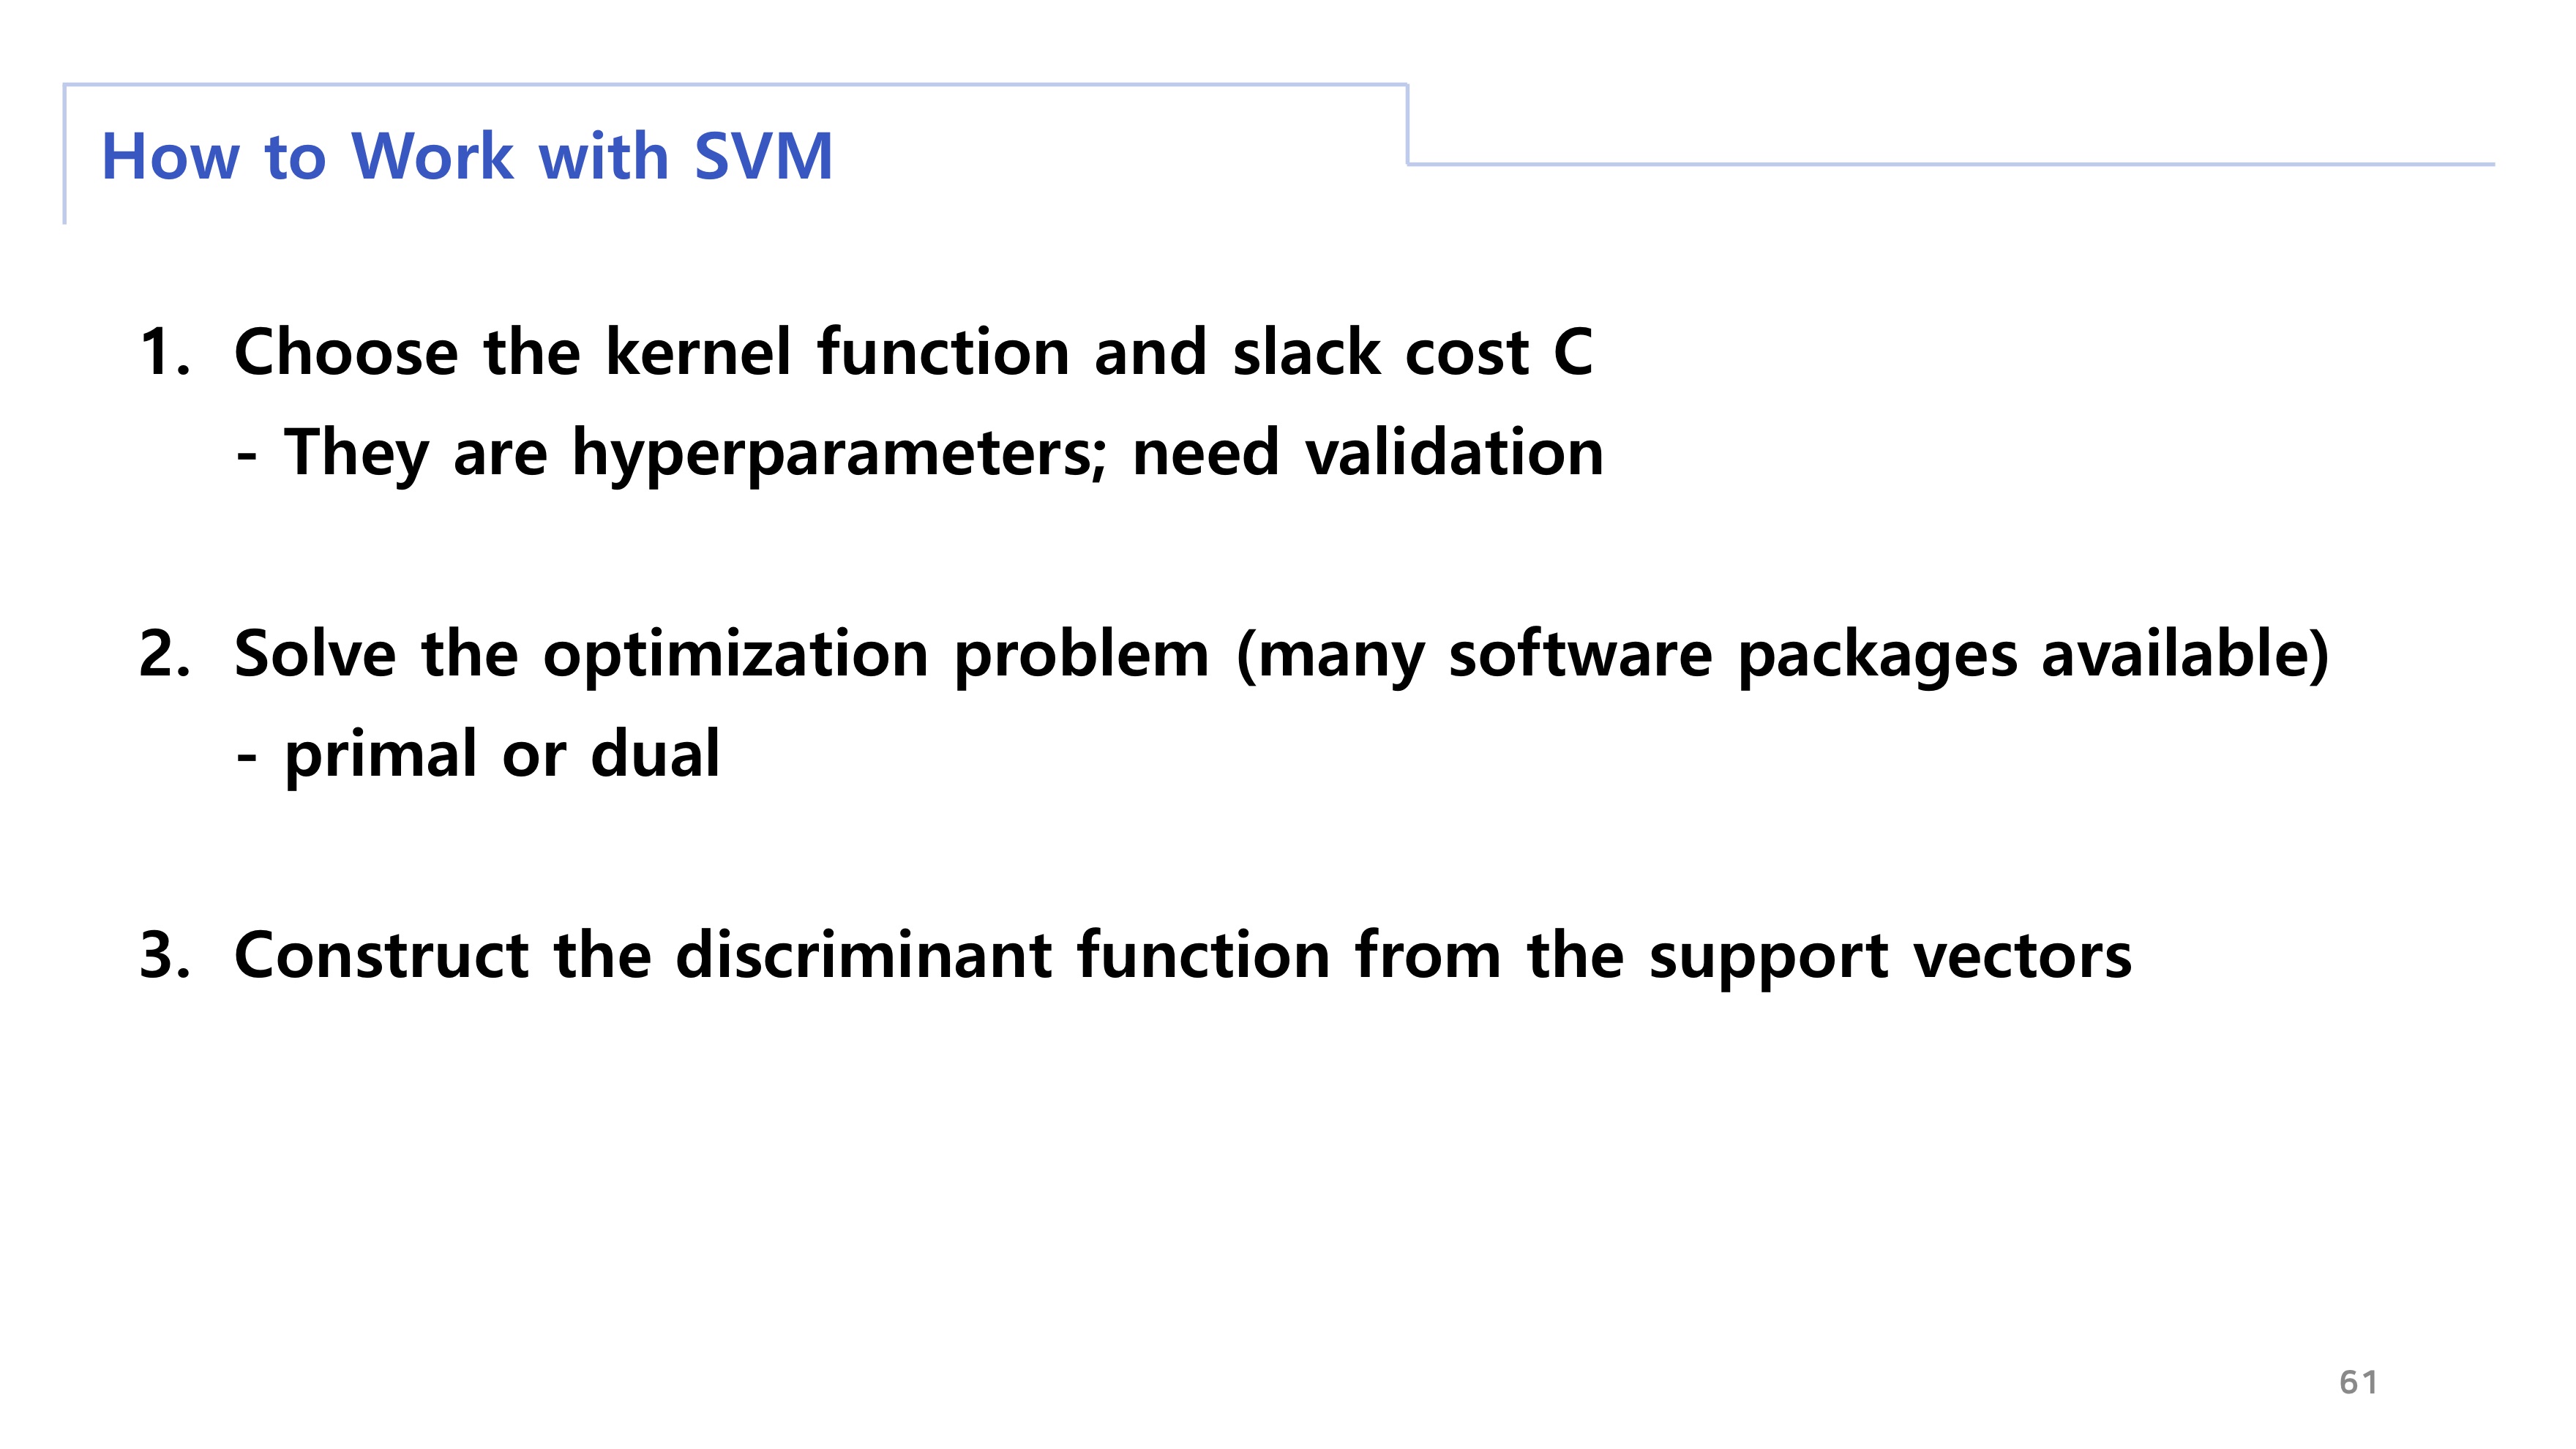 How to Work with SVM
1. Choose the kernel function and slack cost C
- They are hyperparameters; need validation
2. Solve the optimization problem (many software packages available)
- primal or dual
3. Construct the discriminant function from the support vectors
61